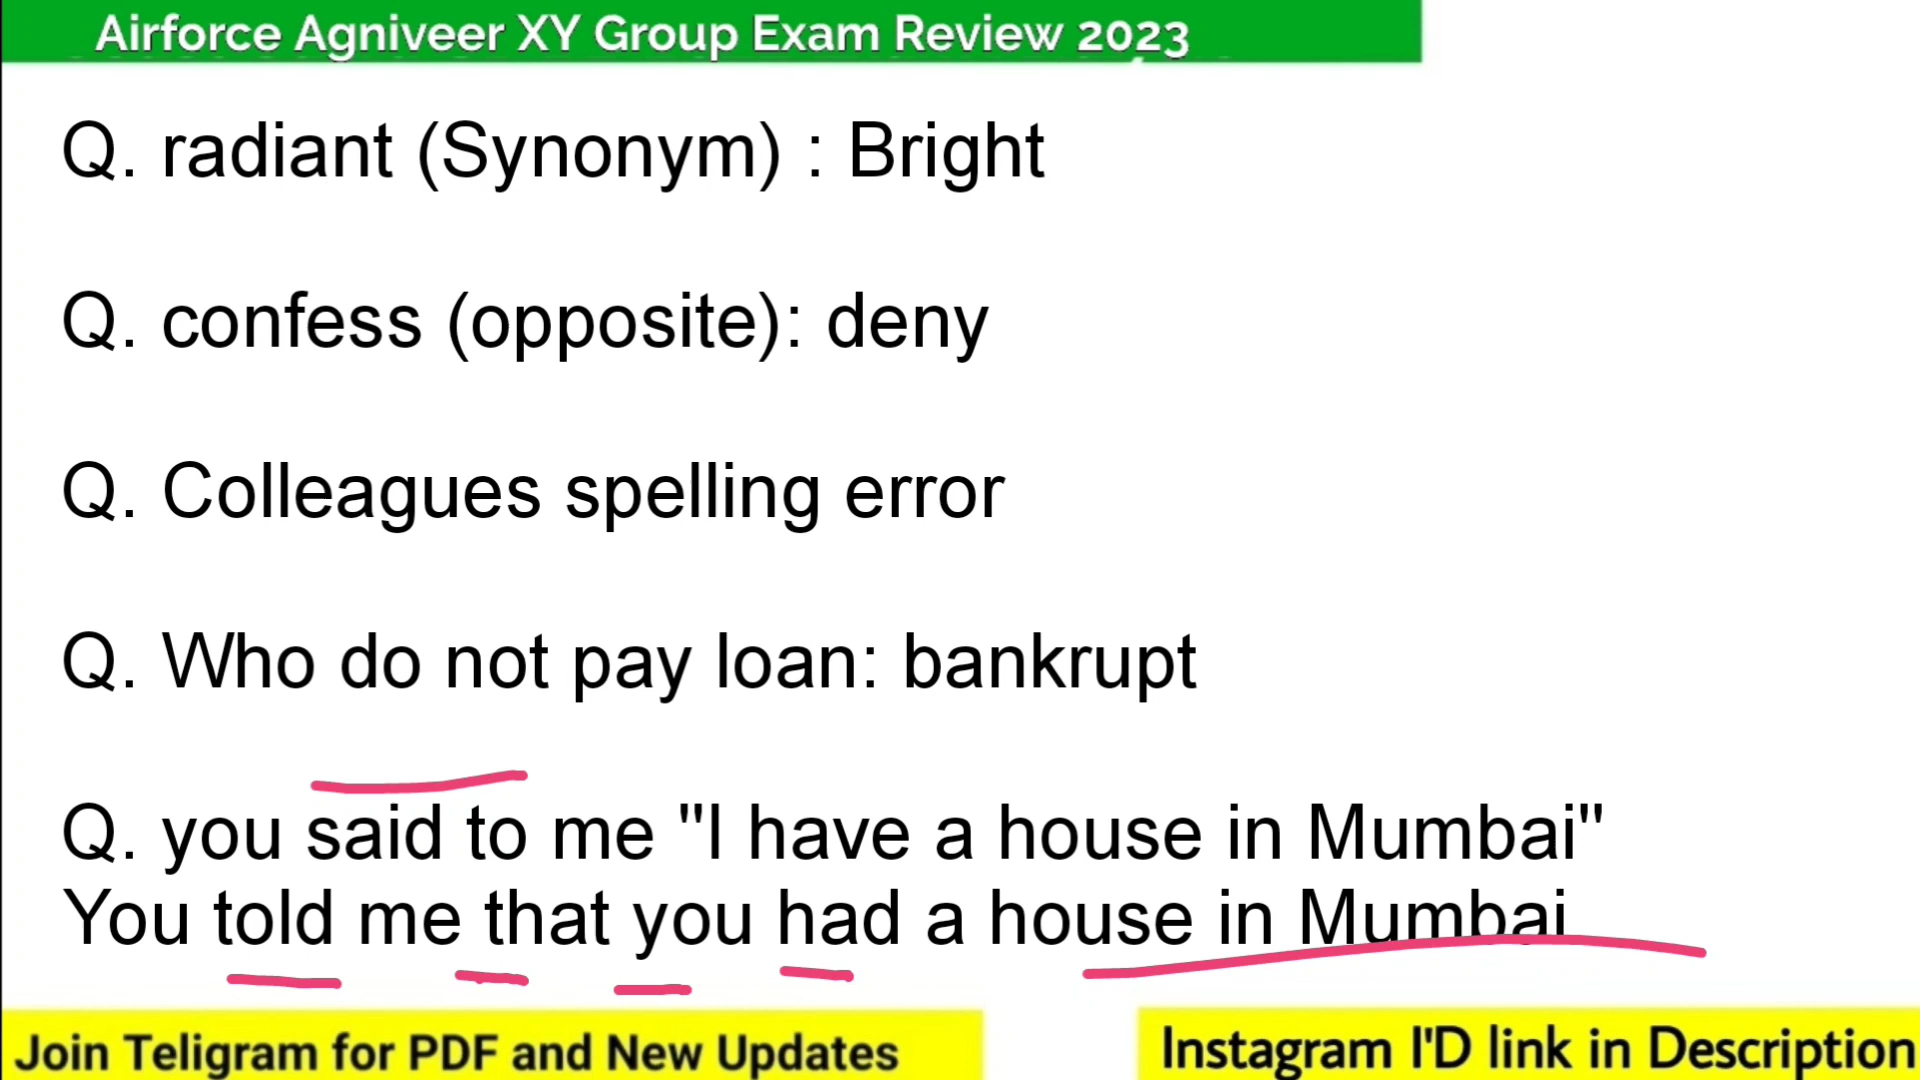 Airforce Agniveer XY Group Exam Review 2023
Q. radiant (Synonym) : Bright
Q. confess (opposite): deny
Q. Colleagues spelling error
Q. Who do not pay loan: bankrupt
Q. you said to me "I have a house in Mumbai"
You told me that you had a house in Mumbai
Join Teligram for PDF and New Updates
Instagram I'D link in Description